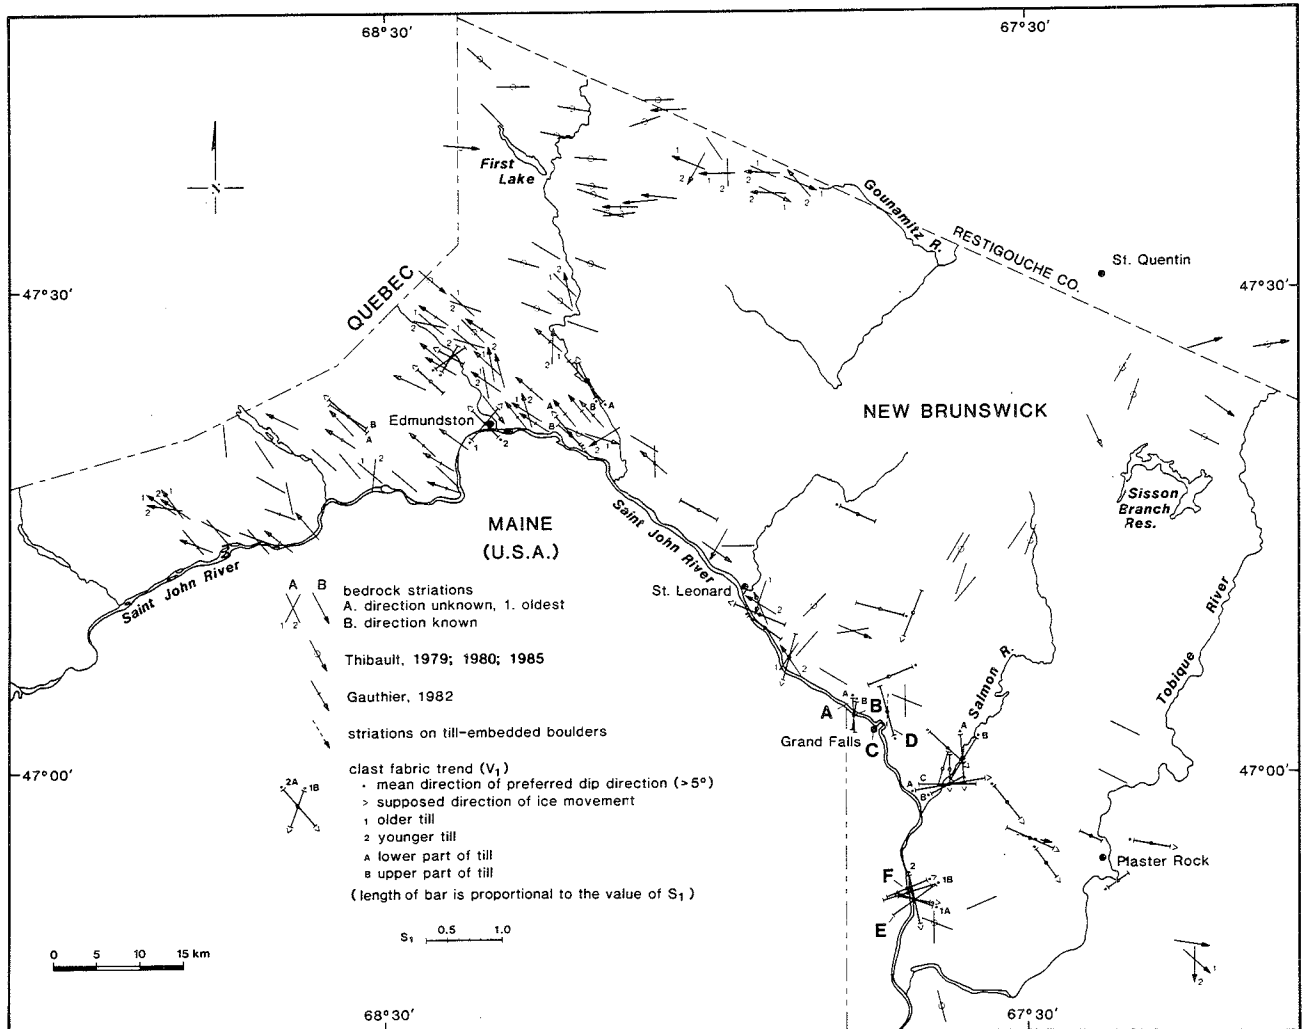 68°30′
67°30′
First
Lake
Gounamitz R.
RESTIGOUCHE CO.
St. Quentin
QUEBEC
47°30′
47°30′
NEW BRUNSWICK
Edmundston
Sisson
Branch
Res.
MAINE
(U.S.A.)
Saint John River
Saint John River
St. Leonard
Tobique River
Salmon R.
A B C D
Grand Falls
47°00′
47°00′
Plaster Rock
F
E
A B
bedrock striations
A. direction unknown, 1. oldest
B. direction known
1 2
Thibault, 1979; 1980; 1985
Gauthier, 1982
striations on till-embedded boulders
clast fabric trend (V₁)
2A 1B
• mean direction of preferred dip direction (>5°)
> supposed direction of ice movement
1 older till
2 younger till
A lower part of till
B upper part of till
(length of bar is proportional to the value of S₁)
S₁ 0.5 1.0
0 5 10 15 km
N
68°30′
67°30′